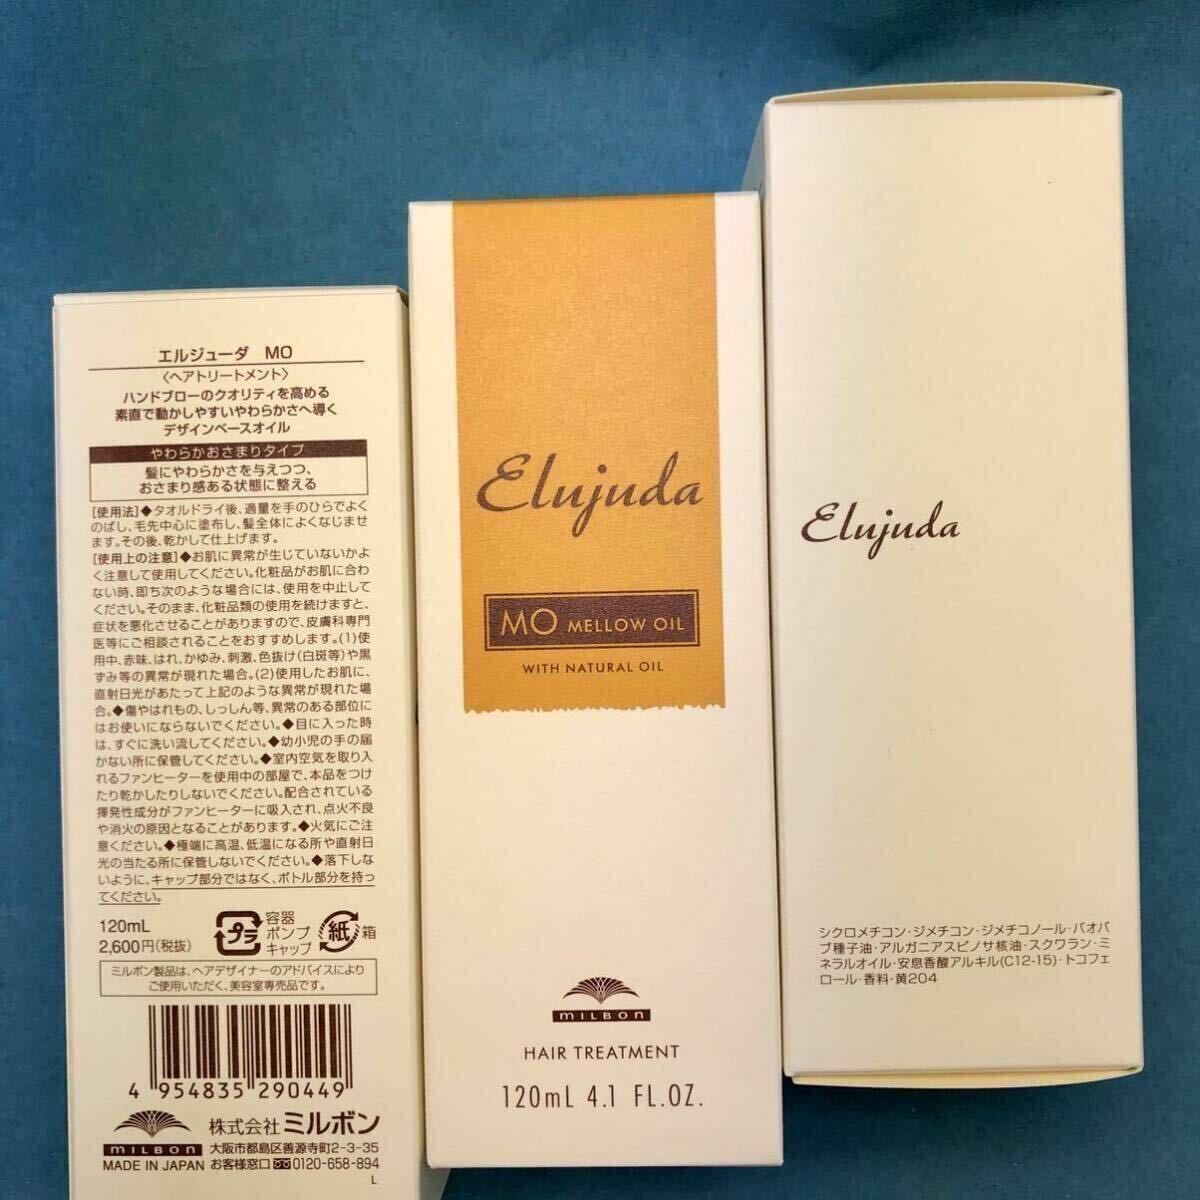 エルジューダ MO
〈ヘアトリートメント〉
ハンドブローのクオリティを高める
素直で動かしやすいやわらかさへ導く
デザインベースオイル
やわらかおさまりタイプ
髪にやわらかさを与えつつ、
おさまり感ある状態に整える
[使用法]◆タオルドライ後、適量を手のひらでよく
のばし、毛先中心に塗布し、髪全体によくなじませ
ます。その後、乾かして仕上げます。
[使用上の注意]◆お肌に異常が生じていないかよ
く注意して使用してください。化粧品がお肌に合わ
ない時、即ち次のような場合には、使用を中止して
ください。そのまま、化粧品類の使用を続けますと、
症状を悪化させることがありますので、皮膚科専門
医等にご相談されることをおすすめします。(1)使
用中、赤味、はれ、かゆみ、刺激、色抜け(白斑等)や黒
ずみ等の異常が現れた場合。(2)使用したお肌に、
直射日光があたって上記のような異常が現れた場
合。◆傷やはれもの、しっしん等、異常のある部位に
はお使いにならないでください。◆目に入った時
は、すぐに洗い流してください。◆幼小児の手の届
かない所に保管してください。◆室内空気を取り入
れるファンヒーターを使用中の部屋で、本品をつけ
たり乾かしたりしないでください。配合されている
揮発性成分がファンヒーターに吸入され、点火不良
や消火の原因となることがあります。◆火気にご注
意ください。◆極端に高温、低温になる所や直射日
光の当たる所に保管しないでください。◆落下しな
いように、キャップ部分ではなく、ボトル部分を持っ
てください。
120mL
2,600円(税抜)
プラ
容器
ポンプ
キャップ
紙 箱
ミルボン製品は、ヘアデザイナーのアドバイスにより
ご使用いただく、美容室専売品です。
4 954835 290449
MILBON
株式会社 ミルボン
大阪市都島区善源寺町2-3-35
MADE IN JAPAN お客様窓口 0120-658-894
L
Elujuda
MO MELLOW OIL
WITH NATURAL OIL
MILBON
HAIR TREATMENT
120mL 4.1 FL.OZ.
Elujuda
シクロメチコン・ジメチコン・ジメチコノール・バオバ
ブ種子油・アルガニアスピノサ核油・スクワラン・ミ
ネラルオイル・安息香酸アルキル(C12-15)・トコフェ
ロール・香料・黄204